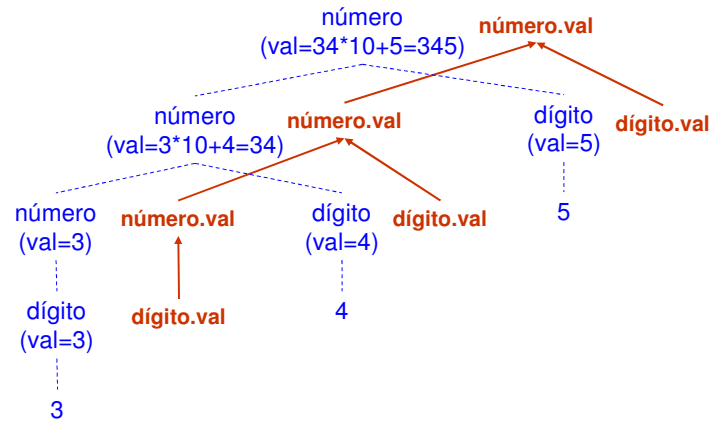 número
(val=34*10+5=345)
número.val
número
(val=3*10+4=34)
número.val
dígito
(val=5)
dígito.val
número
(val=3)
número.val
dígito
(val=4)
dígito.val
5
dígito
(val=3)
dígito.val
4
3